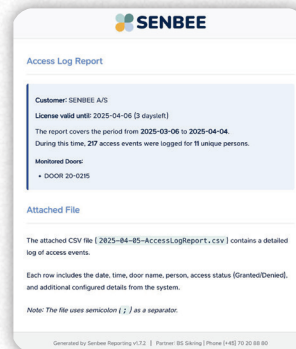 SENBEE
Access Log Report
Customer: SENBEE A/S
License valid until: 2025-04-06 (3 daysleft)
The report covers the period from 2025-03-06 to 2025-04-04.
During this time, 217 access events were logged for 11 unique persons.
Monitored Doors:
• DOOR 20-0215
Attached File
The attached CSV file [2025-04-05-AccessLogReport.csv] contains a detailed
log of access events.
Each row includes the date, time, door name, person, access status (Granted/Denied),
and additional configured details from the system.
Note: The file uses semicolon (;) as a separator.
Generated by Senbee Reporting v1.7.2 | Partner: BS Sikring | Phone (+45) 70 20 88 80